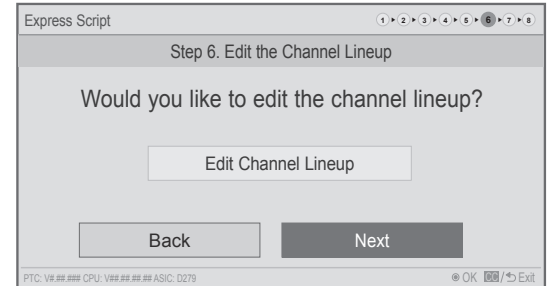 Express Script
1 ▸ 2 ▸ 3 ▸ 4 ▸ 5 ▸ 6 ▸ 7 ▸ 8
Step 6. Edit the Channel Lineup
Would you like to edit the channel lineup?
Edit Channel Lineup
Back Next
PTC: V#.##.### CPU: V##.##.##.## ASIC: D279 ◉ OK CC / ⮌ Exit